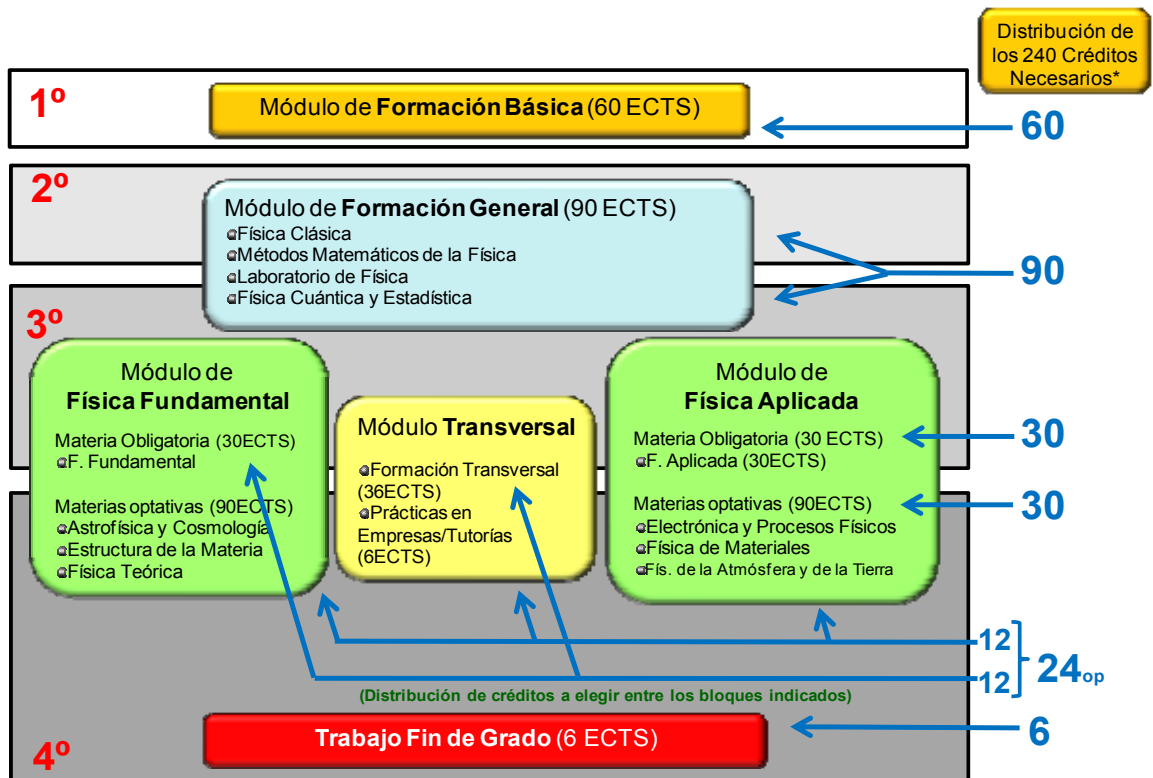 Distribución de
los 240 Créditos
Necesarios*
1º
Módulo de Formación Básica (60 ECTS)
60
2º
Módulo de Formación General (90 ECTS)
Física Clásica
Métodos Matemáticos de la Física
Laboratorio de Física
Física Cuántica y Estadística
90
3º
Módulo de
Física Fundamental
Materia Obligatoria (30ECTS)
F. Fundamental
Materias optativas (90ECTS)
Astrofísica y Cosmología
Estructura de la Materia
Física Teórica
Módulo Transversal
Formación Transversal
(36ECTS)
Prácticas en
Empresas/Tutorías
(6ECTS)
Módulo de
Física Aplicada
Materia Obligatoria (30 ECTS)
F. Aplicada (30ECTS)
Materias optativas (90ECTS)
Electrónica y Procesos Físicos
Física de Materiales
Fís. de la Atmósfera y de la Tierra
30
30
12
12
24op
(Distribución de créditos a elegir entre los bloques indicados)
4º
Trabajo Fin de Grado (6 ECTS)
6